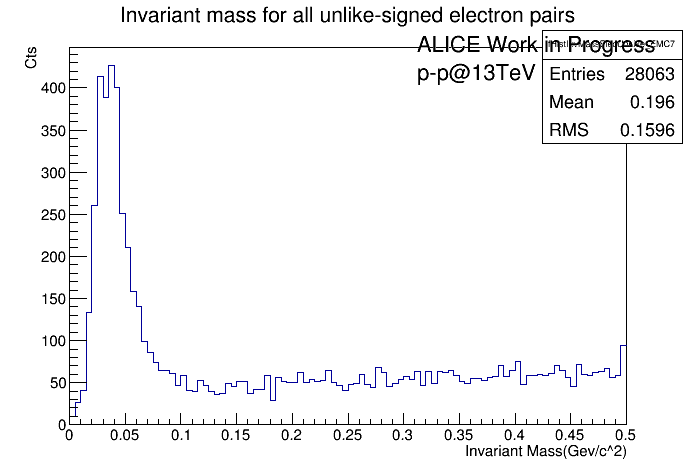 Invariant mass for all unlike-signed electron pairs
ALICE Work in Progress
p-p@13TeV
EMC7
Entries 28063
Mean 0.196
RMS 0.1596
Cts
400
350
300
250
200
150
100
50
0
0 0.05 0.1 0.15 0.2 0.25 0.3 0.35 0.4 0.45 0.5
Invariant Mass(Gev/c^2)